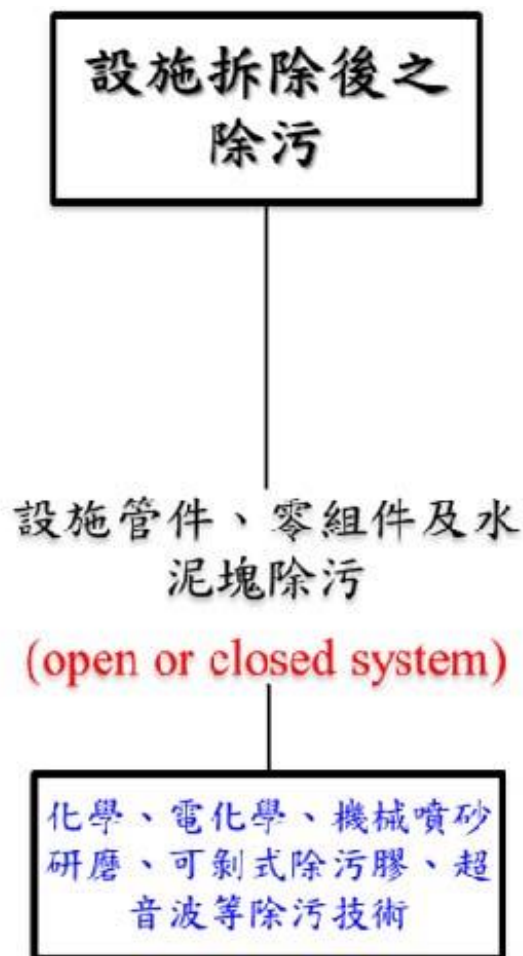 設施拆除後之
除污
設施管件、零組件及水
泥塊除污
(open or closed system)
化學、電化學、機械噴砂
研磨、可剝式除污膠、超
音波等除污技術